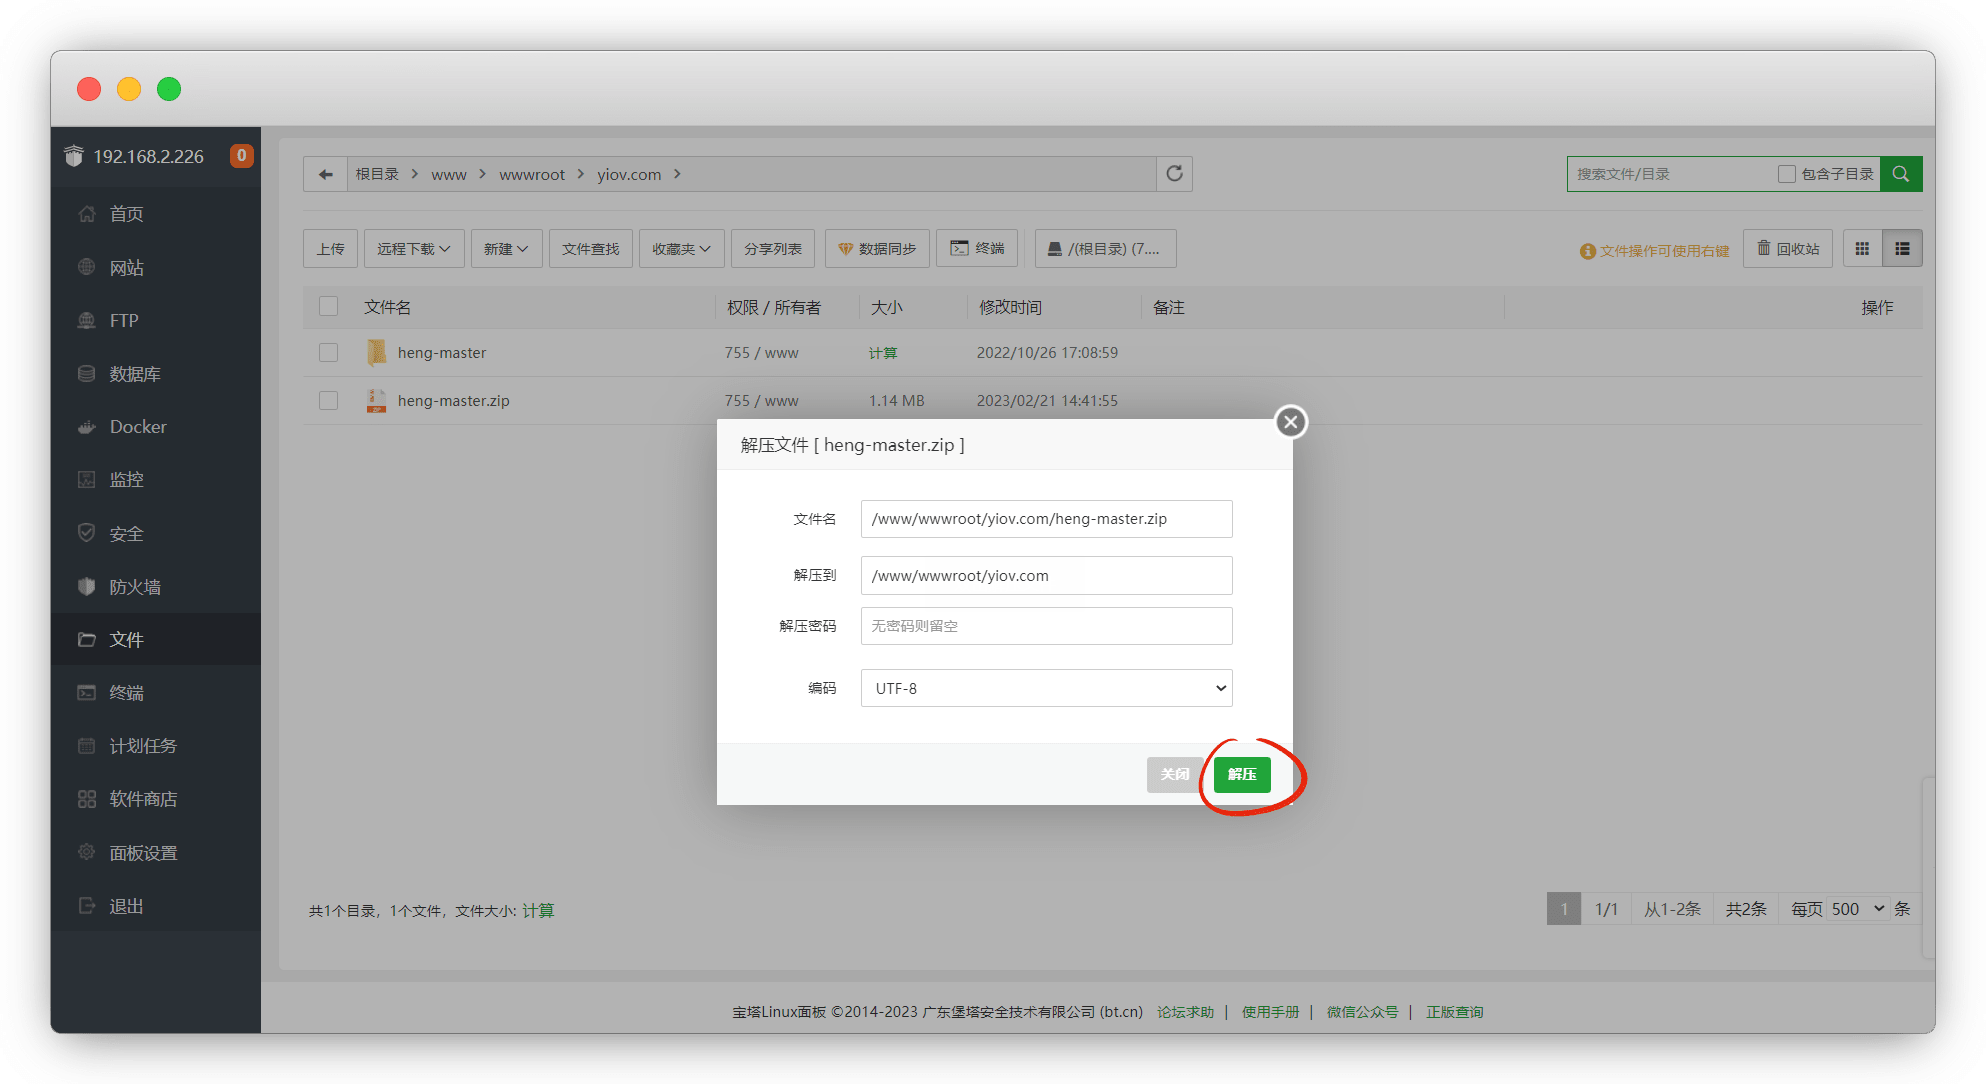 192.168.2.226 0
首页
网站
FTP
数据库
Docker
监控
安全
防火墙
文件
终端
计划任务
软件商店
面板设置
退出
根目录 www wwwroot yiov.com
搜索文件/目录 包含子目录
上传 远程下载 新建 文件查找 收藏夹 分享列表 数据同步 终端 /(根目录) (7.... 文件操作可使用右键 回收站
文件名 权限 / 所有者 大小 修改时间 备注 操作
heng-master 755 / www 计算 2022/10/26 17:08:59
heng-master.zip 755 / www 1.14 MB 2023/02/21 14:41:55
解压文件 [ heng-master.zip ]
文件名 /www/wwwroot/yiov.com/heng-master.zip
解压到 /www/wwwroot/yiov.com
解压密码 无密码则留空
编码 UTF-8
关闭 解压
共1个目录，1个文件，文件大小: 计算
1 1/1 从1-2条 共2条 每页 500 条
宝塔Linux面板 ©2014-2023 广东堡塔安全技术有限公司 (bt.cn) 论坛求助 | 使用手册 | 微信公众号 | 正版查询